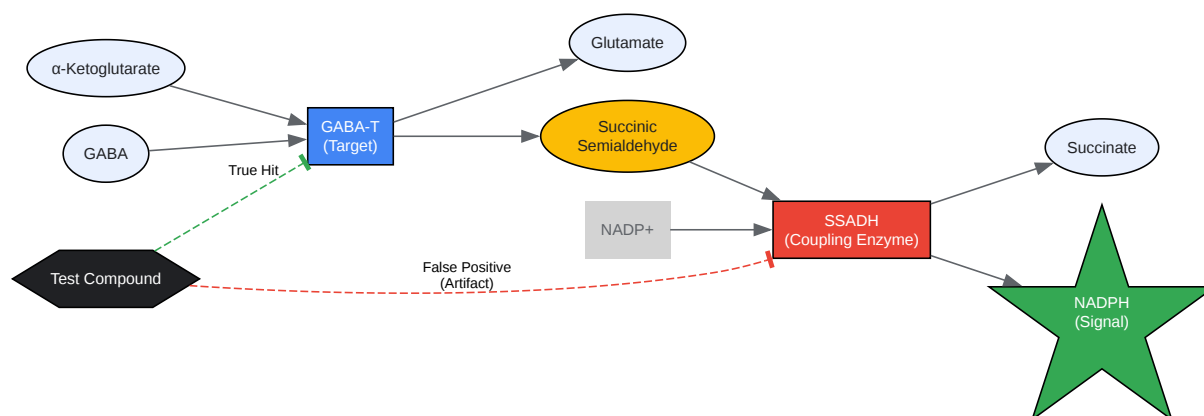 α-Ketoglutarate
GABA
GABA-T
(Target)
Glutamate
Succinic
Semialdehyde
True Hit
Test Compound
False Positive
(Artifact)
NADP+
SSADH
(Coupling Enzyme)
Succinate
NADPH
(Signal)